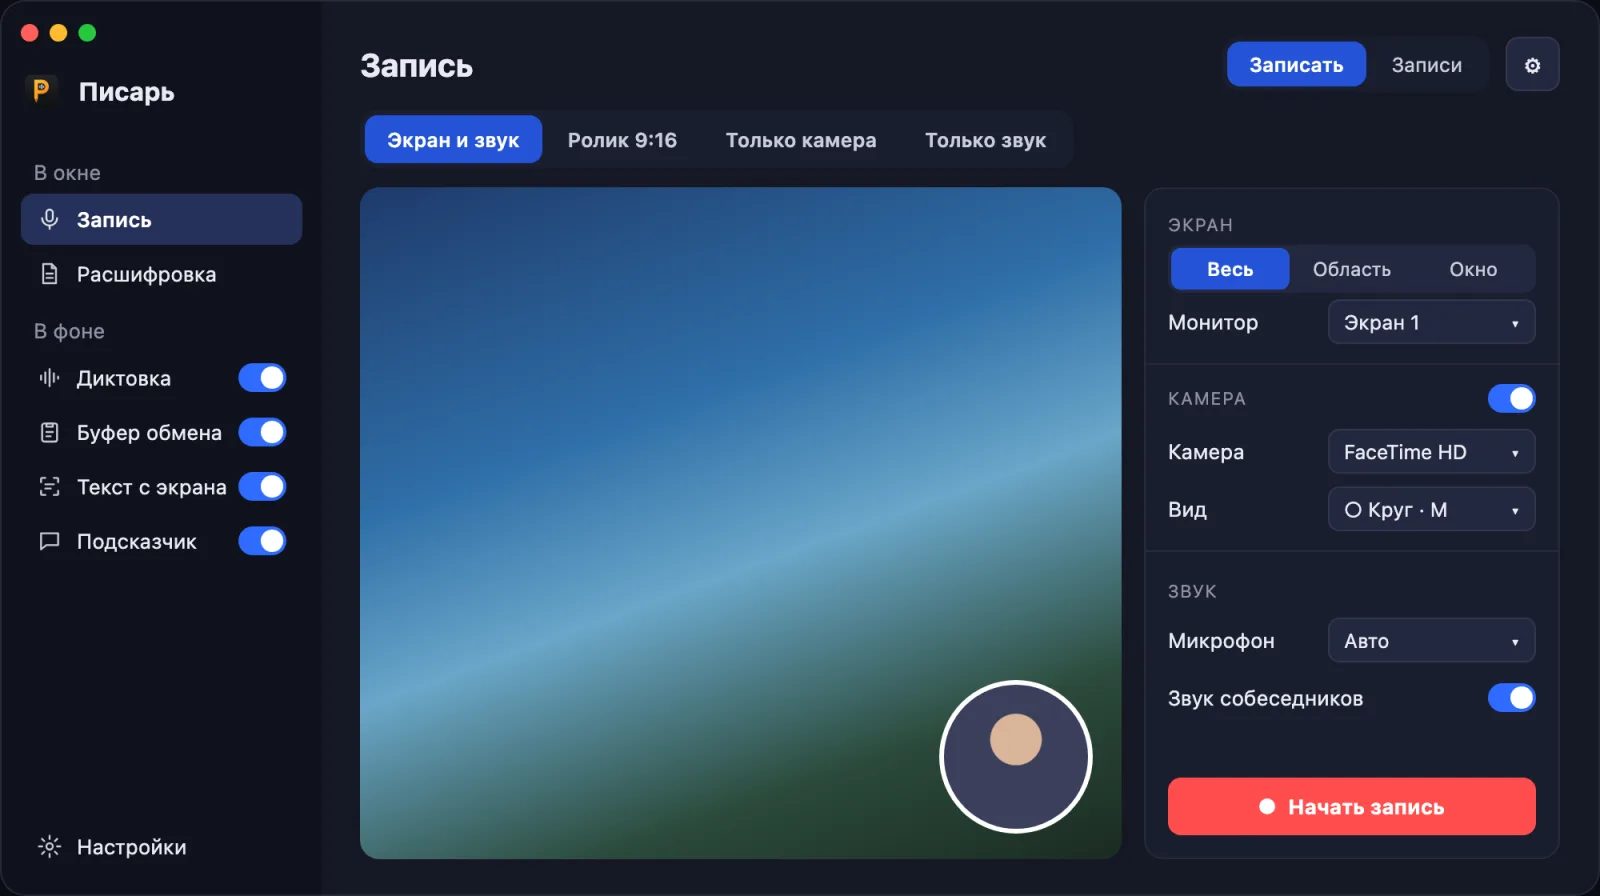 Писарь
В окне
Запись
Расшифровка
В фоне
Диктовка
Буфер обмена
Текст с экрана
Подсказчик
Настройки
Запись
Записать
Записи
Экран и звук
Ролик 9:16
Только камера
Только звук
ЭКРАН
Весь
Область
Окно
Монитор
Экран 1
КАМЕРА
Камера
FaceTime HD
Вид
Круг · M
ЗВУК
Микрофон
Авто
Звук собеседников
Начать запись